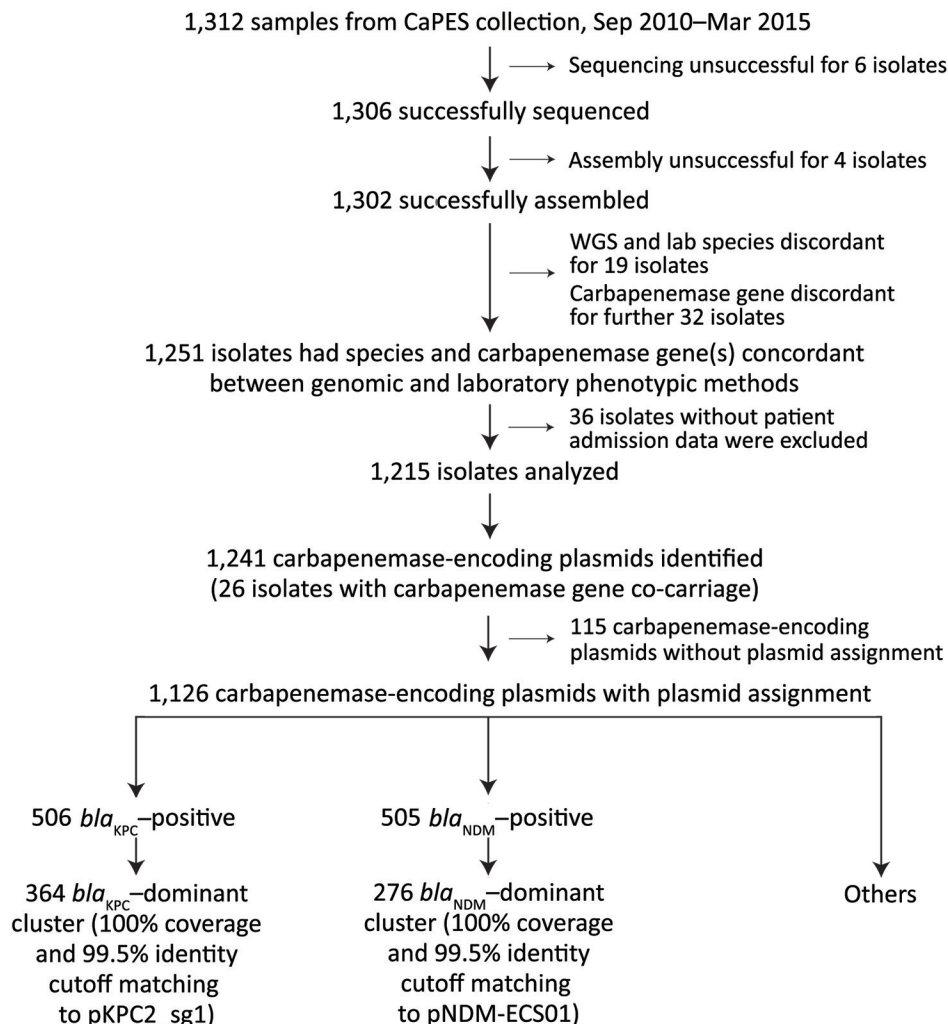 1,312 samples from CaPES collection, Sep 2010–Mar 2015
Sequencing unsuccessful for 6 isolates
1,306 successfully sequenced
Assembly unsuccessful for 4 isolates
1,302 successfully assembled
WGS and lab species discordant
for 19 isolates
Carbapenemase gene discordant
for further 32 isolates
1,251 isolates had species and carbapenemase gene(s) concordant
between genomic and laboratory phenotypic methods
36 isolates without patient
admission data were excluded
1,215 isolates analyzed
1,241 carbapenemase-encoding plasmids identified
(26 isolates with carbapenemase gene co-carriage)
115 carbapenemase-encoding
plasmids without plasmid assignment
1,126 carbapenemase-encoding plasmids with plasmid assignment
506 blaKPC–positive
364 blaKPC–dominant
cluster (100% coverage
and 99.5% identity
cutoff matching
to pKPC2_sg1)
505 blaNDM–positive
276 blaNDM–dominant
cluster (100% coverage
and 99.5% identity
cutoff matching
to pNDM-ECS01)
Others